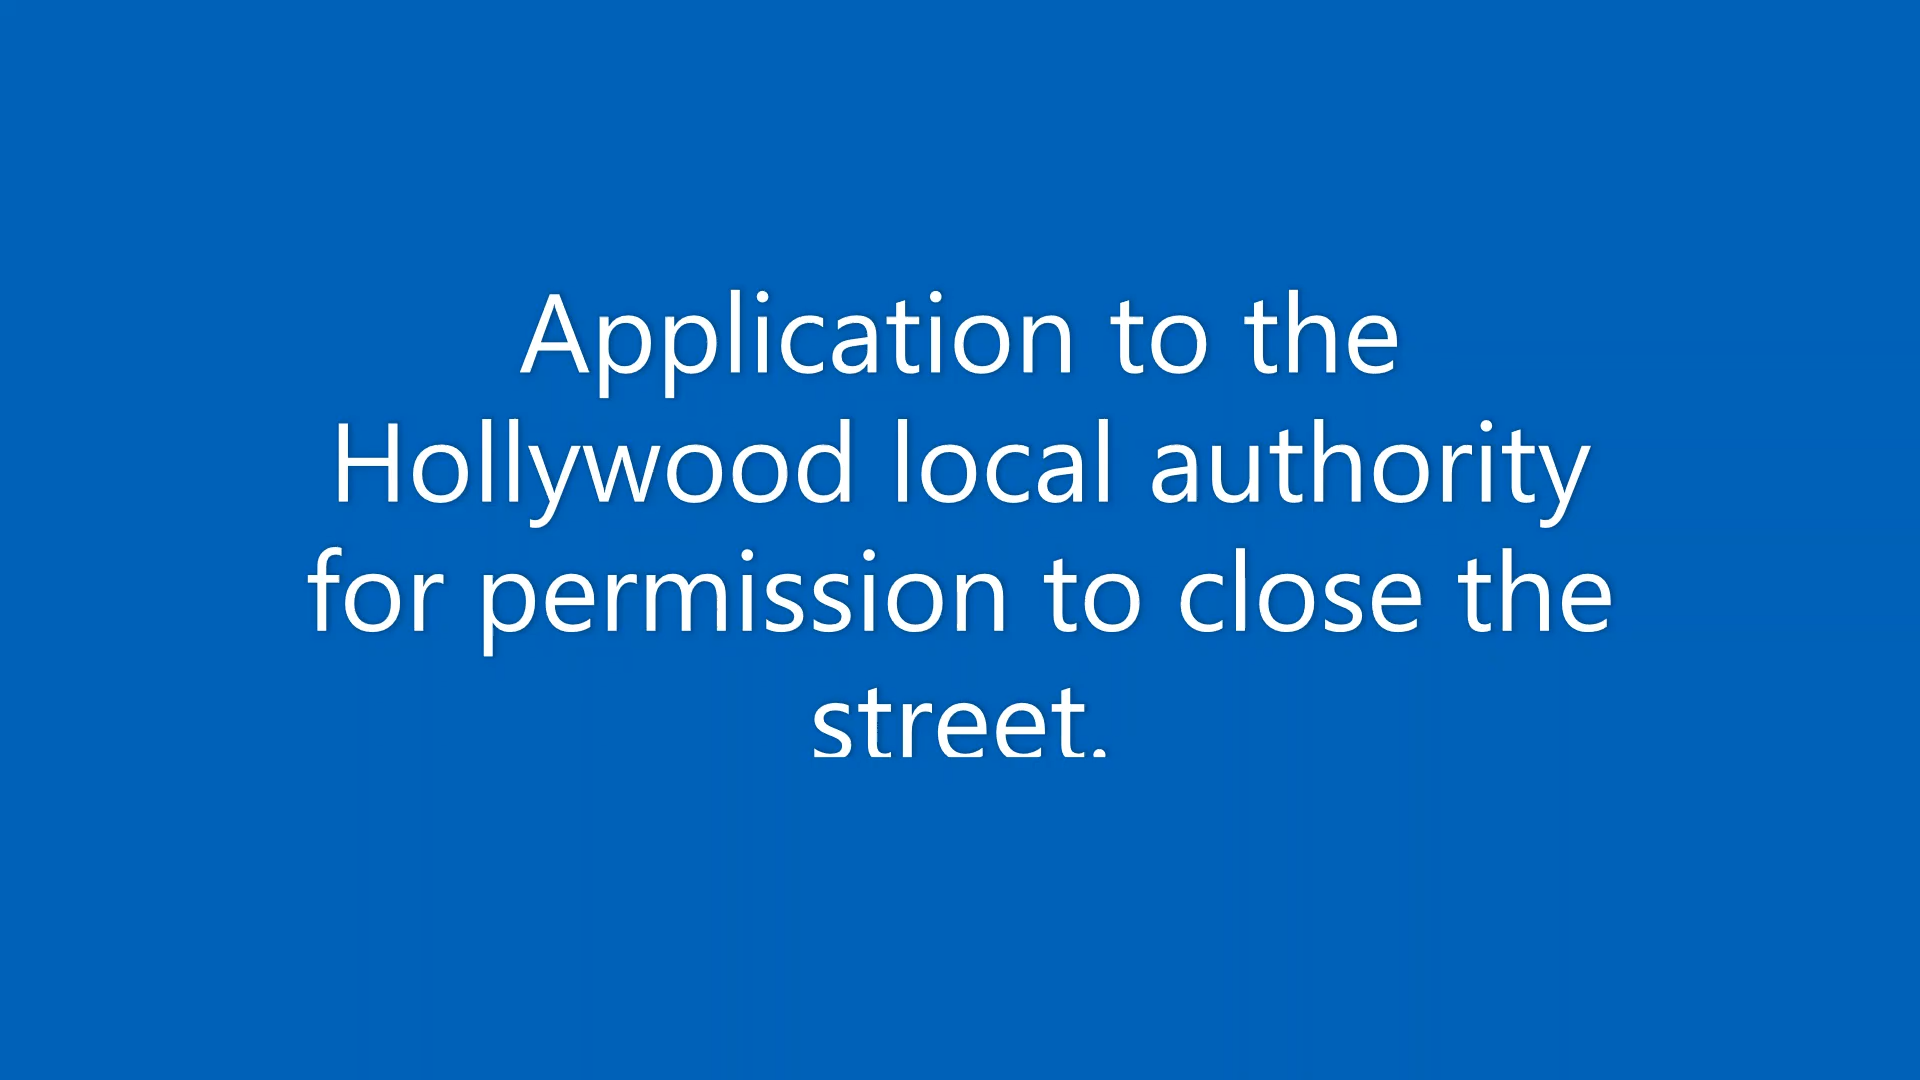 Application to the
Hollywood local authority
for permission to close the
street.